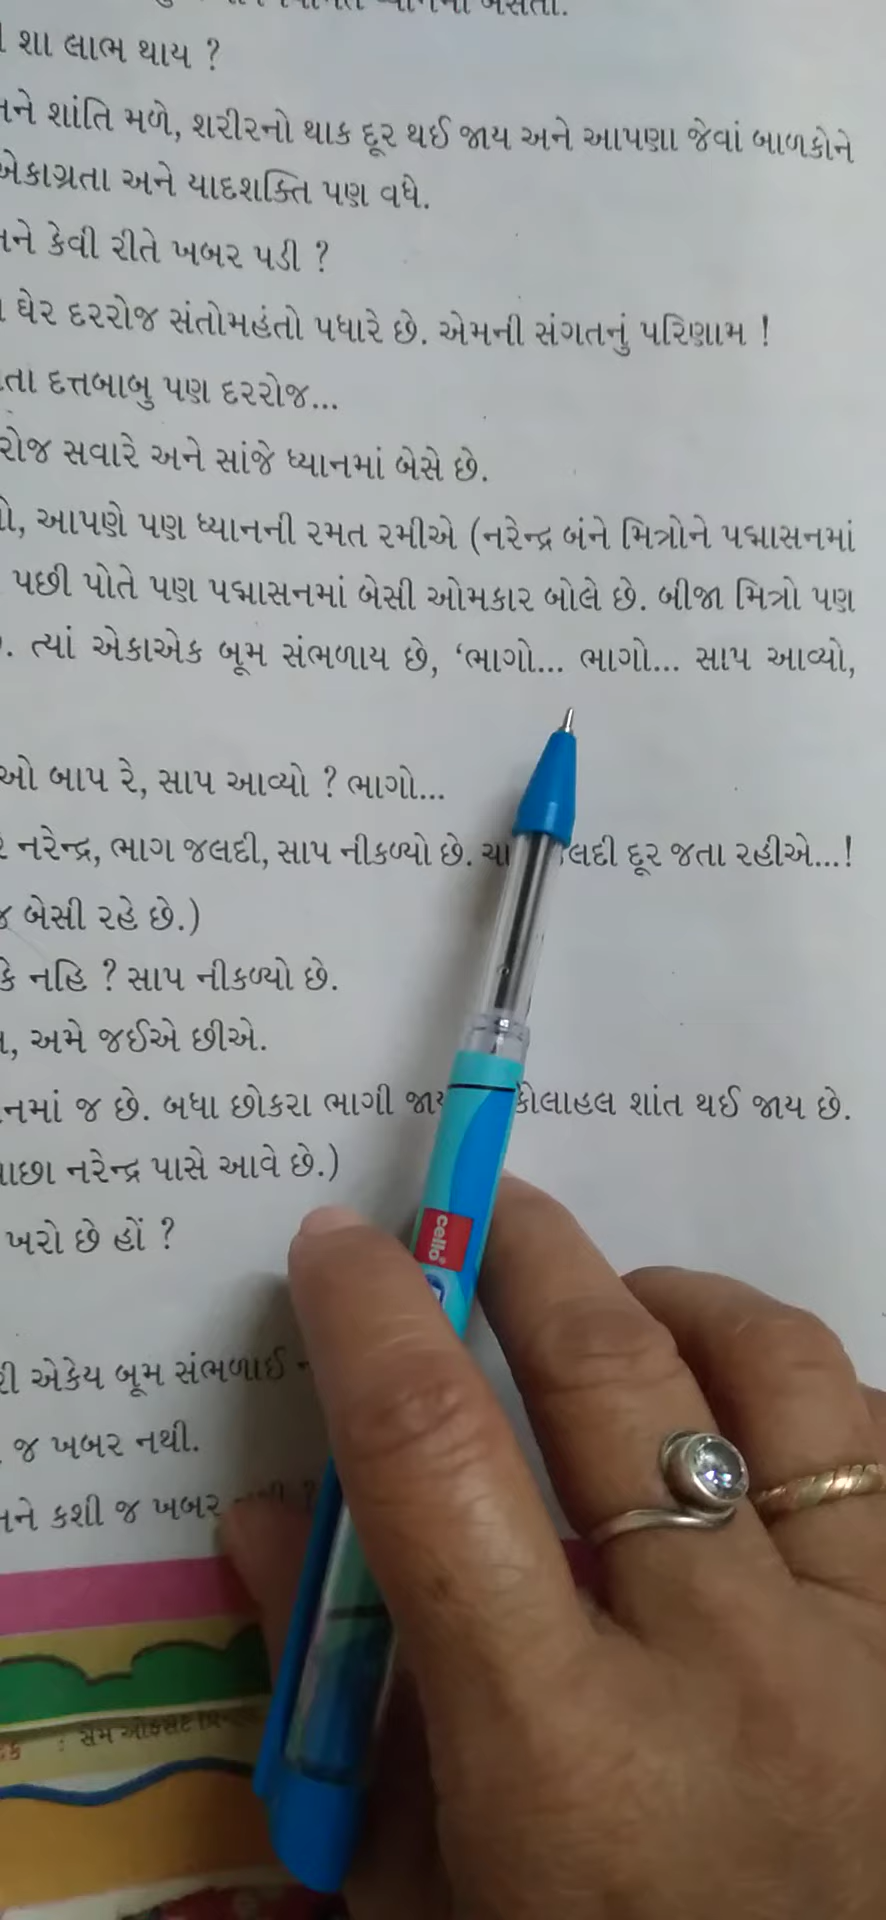 શા લાભ થાય ?
શાંતિ મળે, શરીરનો થાક દૂર થઈ જાય અને આપણા જેવાં બાળકોને
એકાગ્રતા અને યાદશક્તિ પણ વધે.
કેવી રીતે ખબર પડી ?
ઘેર દરરોજ સંતોમહંતો પધારે છે. એમની સંગતનું પરિણામ !
દત્તબાબુ પણ દરરોજ...
સવારે અને સાંજે ધ્યાનમાં બેસે છે.
આપણે પણ ધ્યાનની રમત રમીએ (નરેન્દ્ર બંને મિત્રોને પદ્માસનમાં
પછી પોતે પણ પદ્માસનમાં બેસી ઓમકાર બોલે છે. બીજા મિત્રો પણ
ત્યાં એકાએક બૂમ સંભળાય છે, ‘ભાગો... ભાગો... સાપ આવ્યો,
ઓ બાપ રે, સાપ આવ્યો ? ભાગો...
નરેન્દ્ર, ભાગ જલદી, સાપ નીકળ્યો છે. દૂર જતા રહીએ...!
બેસી રહે છે.)
કે નહિ ? સાપ નીકળ્યો છે.
અમે જઈએ છીએ.
જ છે. બધા છોકરા ભાગી કોલાહલ શાંત થઈ જાય છે.
નરેન્દ્ર પાસે આવે છે.)
ખરો છે હોં ?
એકેય બૂમ સંભળાઈ
જ ખબર નથી.
કશી જ ખબર
cello